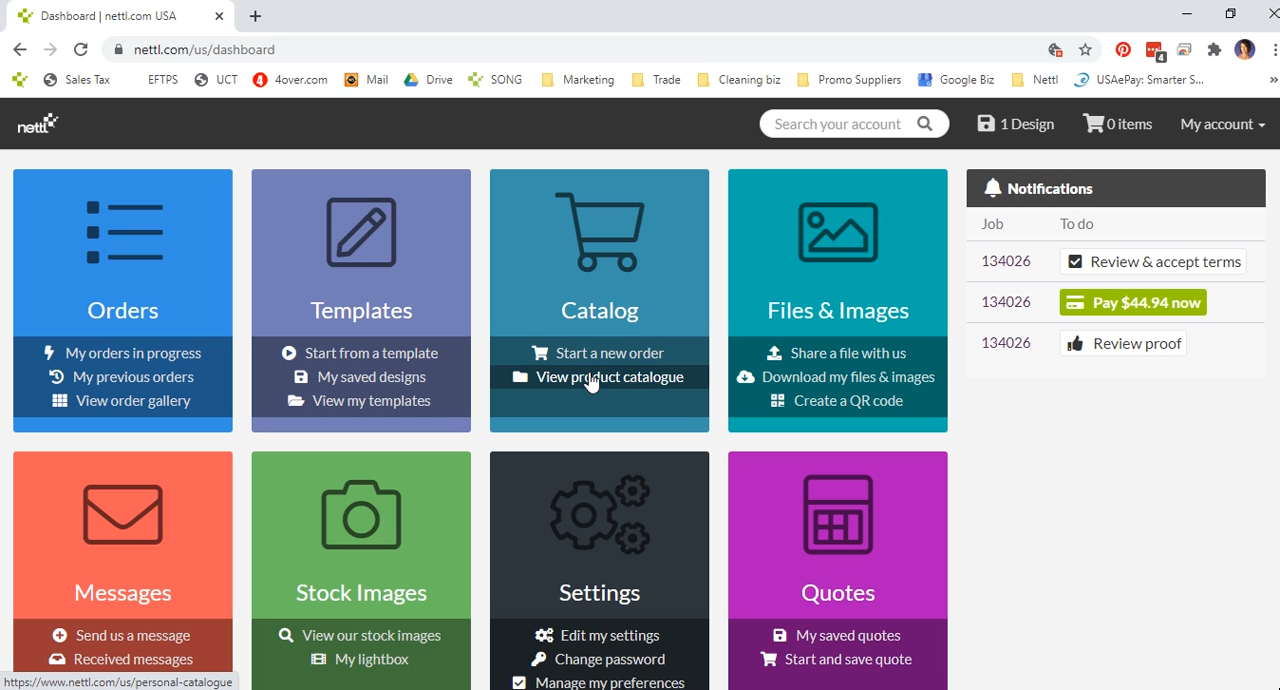 Dashboard | nettl.com USA
nettl.com/us/dashboard
4
Sales Tax EFTPS UCT 4 4over.com Mail Drive SONG Marketing Trade Cleaning biz Promo Suppliers Google Biz Nettl USAePay: Smarter S... »
nettl
Search your account
1 Design
0 items
My account
Orders
My orders in progress
My previous orders
View order gallery
Templates
Start from a template
My saved designs
View my templates
Catalog
Start a new order
View product catalogue
Files & Images
Share a file with us
Download my files & images
Create a QR code
Notifications
Job To do
134026 Review & accept terms
134026 Pay $44.94 now
134026 Review proof
Messages
Send us a message
Received messages
Stock Images
View our stock images
My lightbox
Settings
Edit my settings
Change password
Manage my preferences
Quotes
My saved quotes
Start and save quote
https://www.nettl.com/us/personal-catalogue